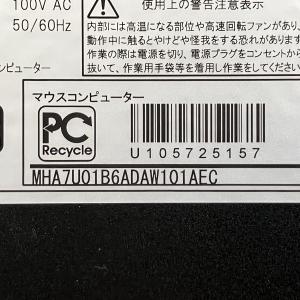 100V AC
50/60Hz
ンピューター
使用上の警告注意表示
内部には高温になる部位や高速回転ファンがあり、
動作中に触るとやけどや怪我をする恐れがあります
作業の際は電源を切り、電源プラグをコンセントから
抜いて、作業用手袋等を着用し作業をしてください
マウスコンピューター
PC
Recycle
U105725157
MHA7U01B6ADAW101AEC